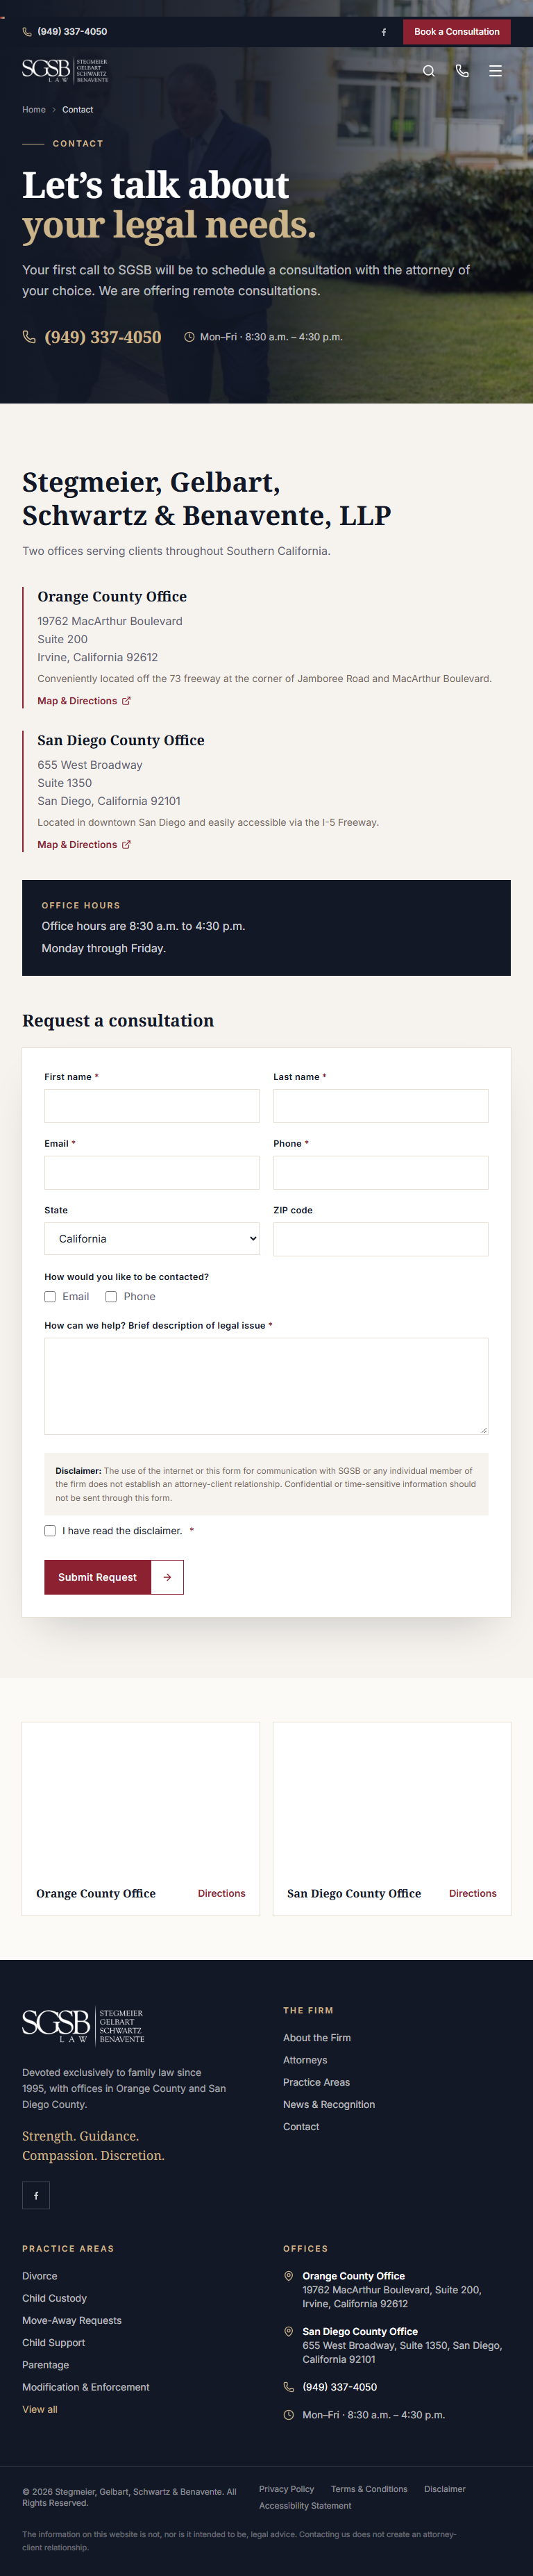 (949) 337-4050
Book a Consultation
SGSB LAW
STEGMEIER
GELBART
SCHWARTZ
BENAVENTE
Home > Contact
CONTACT
Let’s talk about
your legal needs.
Your first call to SGSB will be to schedule a consultation with the attorney of
your choice. We are offering remote consultations.
(949) 337-4050
Mon–Fri · 8:30 a.m. – 4:30 p.m.
Stegmeier, Gelbart,
Schwartz & Benavente, LLP
Two offices serving clients throughout Southern California.
Orange County Office
19762 MacArthur Boulevard
Suite 200
Irvine, California 92612
Conveniently located off the 73 freeway at the corner of Jamboree Road and MacArthur Boulevard.
Map & Directions
San Diego County Office
655 West Broadway
Suite 1350
San Diego, California 92101
Located in downtown San Diego and easily accessible via the I-5 Freeway.
Map & Directions
OFFICE HOURS
Office hours are 8:30 a.m. to 4:30 p.m.
Monday through Friday.
Request a consultation
First name *
Last name *
Email *
Phone *
State
ZIP code
California
How would you like to be contacted?
Email
Phone
How can we help? Brief description of legal issue *
Disclaimer: The use of the internet or this form for communication with SGSB or any individual member of
the firm does not establish an attorney-client relationship. Confidential or time-sensitive information should
not be sent through this form.
I have read the disclaimer. *
Submit Request
Orange County Office
Directions
San Diego County Office
Directions
SGSB LAW
STEGMEIER
GELBART
SCHWARTZ
BENAVENTE
Devoted exclusively to family law since
1995, with offices in Orange County and San
Diego County.
Strength. Guidance.
Compassion. Discretion.
THE FIRM
About the Firm
Attorneys
Practice Areas
News & Recognition
Contact
PRACTICE AREAS
Divorce
Child Custody
Move-Away Requests
Child Support
Parentage
Modification & Enforcement
View all
OFFICES
Orange County Office
19762 MacArthur Boulevard, Suite 200,
Irvine, California 92612
San Diego County Office
655 West Broadway, Suite 1350, San Diego,
California 92101
(949) 337-4050
Mon–Fri · 8:30 a.m. – 4:30 p.m.
© 2026 Stegmeier, Gelbart, Schwartz & Benavente. All
Rights Reserved.
Privacy Policy
Terms & Conditions
Disclaimer
Accessibility Statement
The information on this website is not, nor is it intended to be, legal advice. Contacting us does not create an attorney-
client relationship.